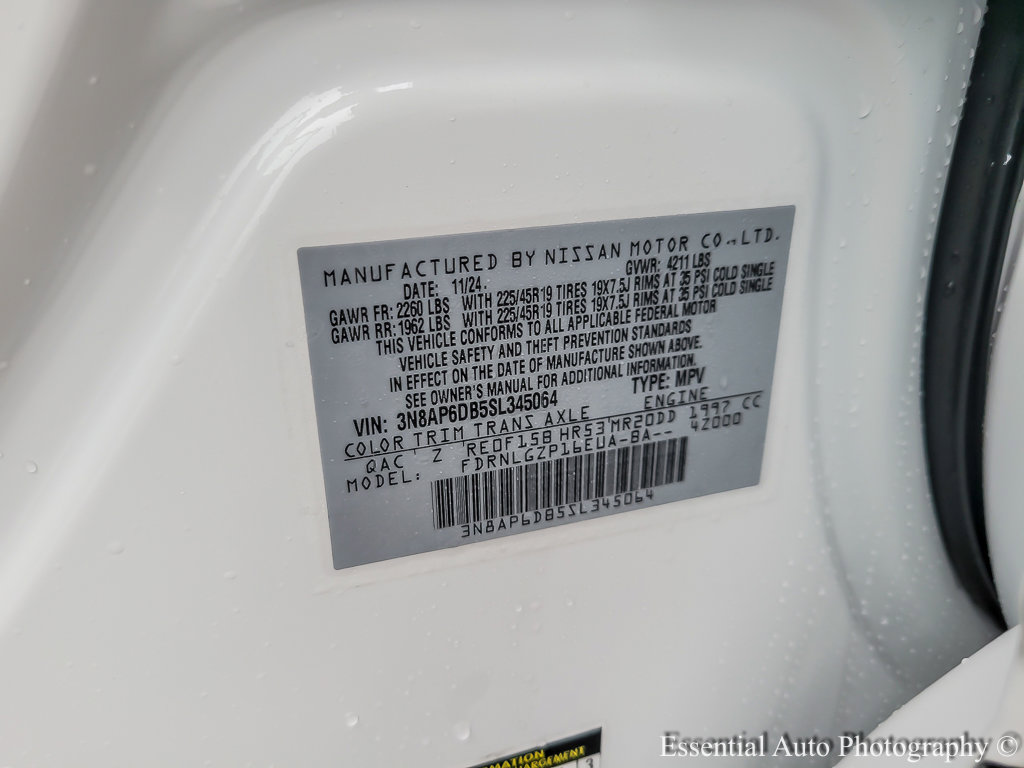 MANUFACTURED BY NISSAN MOTOR CO., LTD.
DATE: 11/24 GVWR: 4211 LBS
GAWR FR: 2260 LBS WITH 225/45R19 TIRES 19X7.5J RIMS AT 35 PSI COLD SINGLE
GAWR RR: 1962 LBS WITH 225/45R19 TIRES 19X7.5J RIMS AT 35 PSI COLD SINGLE
THIS VEHICLE CONFORMS TO ALL APPLICABLE FEDERAL MOTOR
VEHICLE SAFETY AND THEFT PREVENTION STANDARDS
IN EFFECT ON THE DATE OF MANUFACTURE SHOWN ABOVE.
SEE OWNER'S MANUAL FOR ADDITIONAL INFORMATION.
VIN: 3N8AP6DB5SL345064 TYPE: MPV
COLOR TRIM TRANS AXLE ENGINE
QAC Z RE0F15B HR53 MR20DD 1997 CC
MODEL: FDRNLGZP16EUA-BA-- 42000
3N8AP6DB5SL345064
3
Essential Auto Photography ©